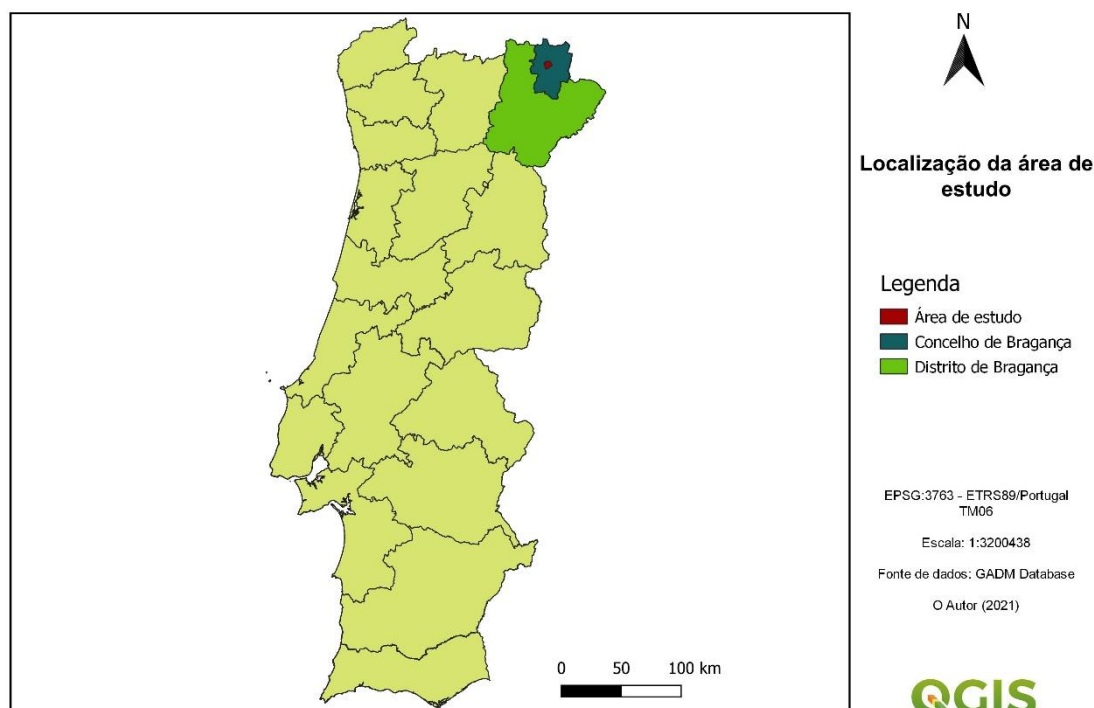 N
Localização da área de
estudo
Legenda
Área de estudo
Concelho de Bragança
Distrito de Bragança
EPSG:3763 - ETRS89/Portugal
TM06
Escala: 1:3200438
Fonte de dados: GADM Database
O Autor (2021)
0 50 100 km
QGIS